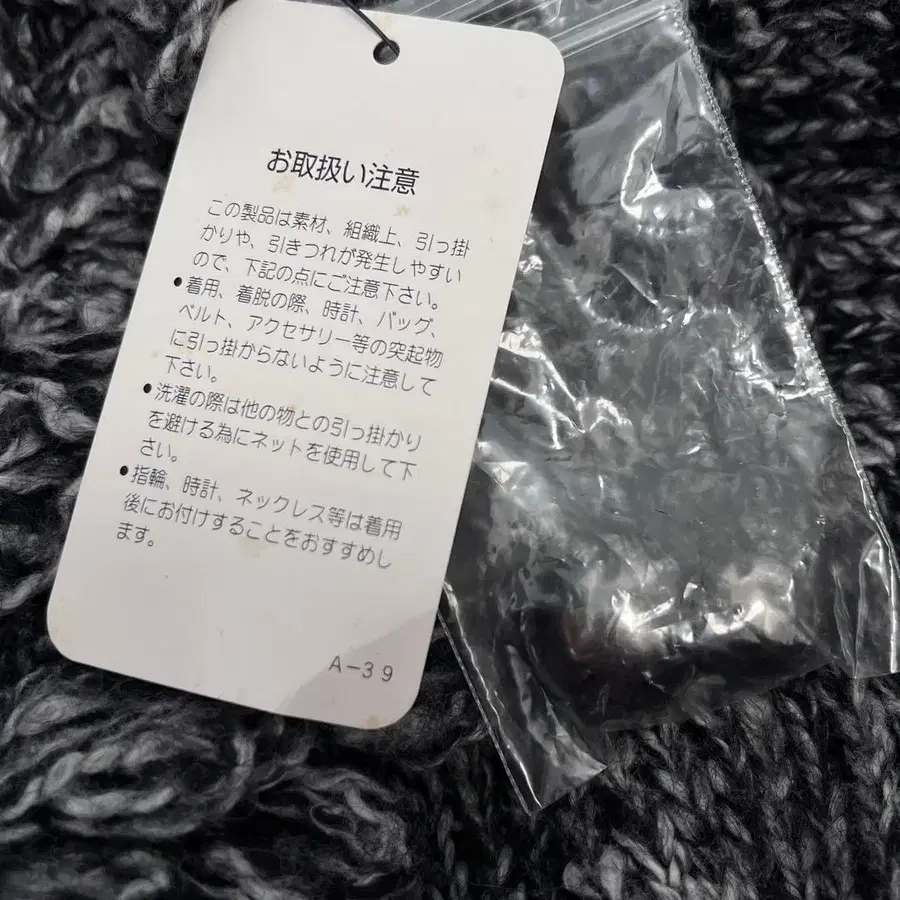 お取扱い注意
この製品は素材、組織上、引っ掛
かりや、引きつれが発生しやすい
ので、下記の点にご注意下さい。
●着用、着脱の際、時計、バッグ、
ベルト、アクセサリー等の突起物
に引っ掛からないように注意して
下さい。
●洗濯の際は他の物との引っ掛かり
を避ける為にネットを使用して下
さい。
●指輪、時計、ネックレス等は着用
後にお付けすることをおすすめし
ます。
A-39